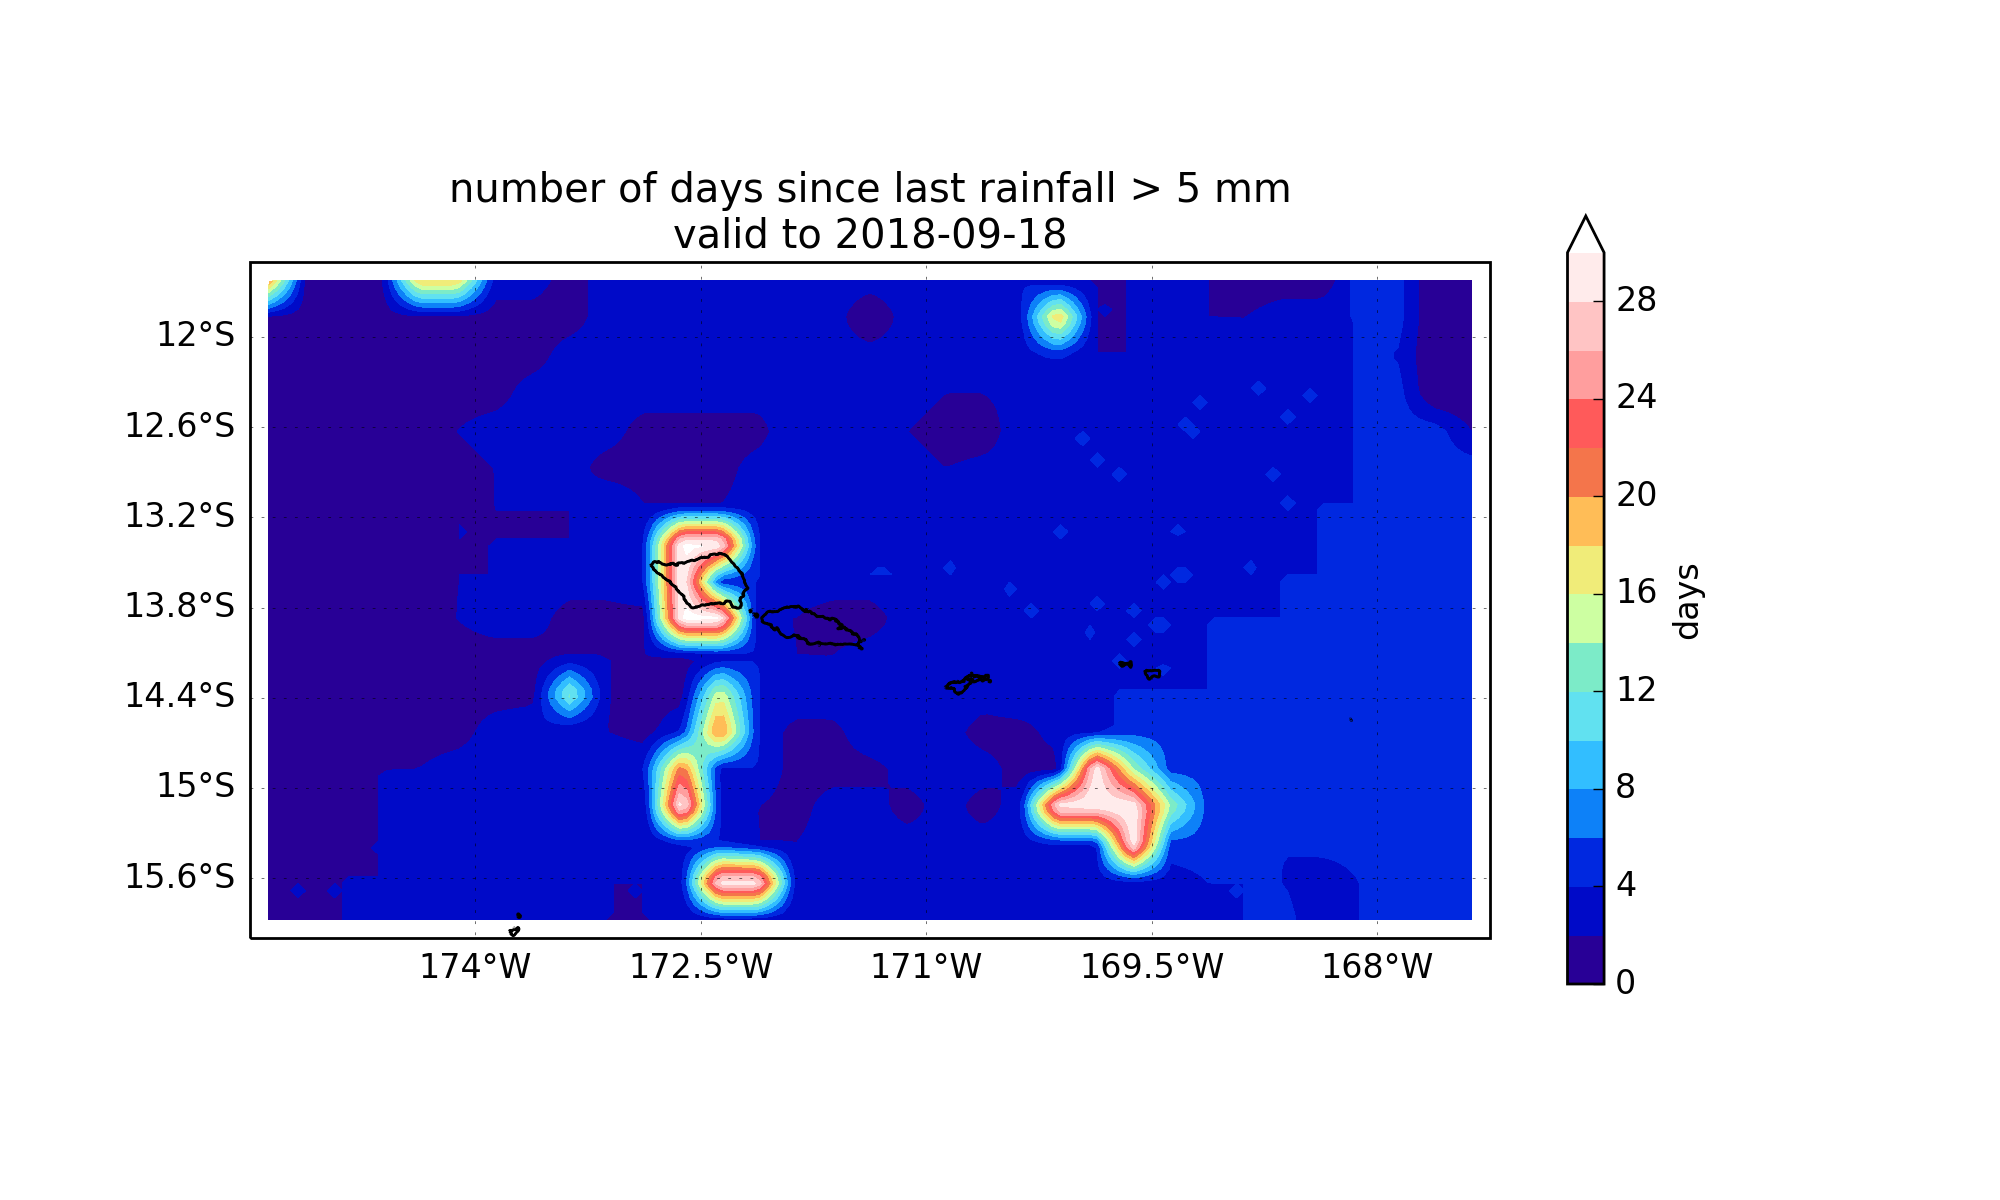 number of days since last rainfall > 5 mm
valid to 2018-09-18
12°S
12.6°S
13.2°S
13.8°S
14.4°S
15°S
15.6°S
174°W
172.5°W
171°W
169.5°W
168°W
28
24
20
16
12
8
4
0
days